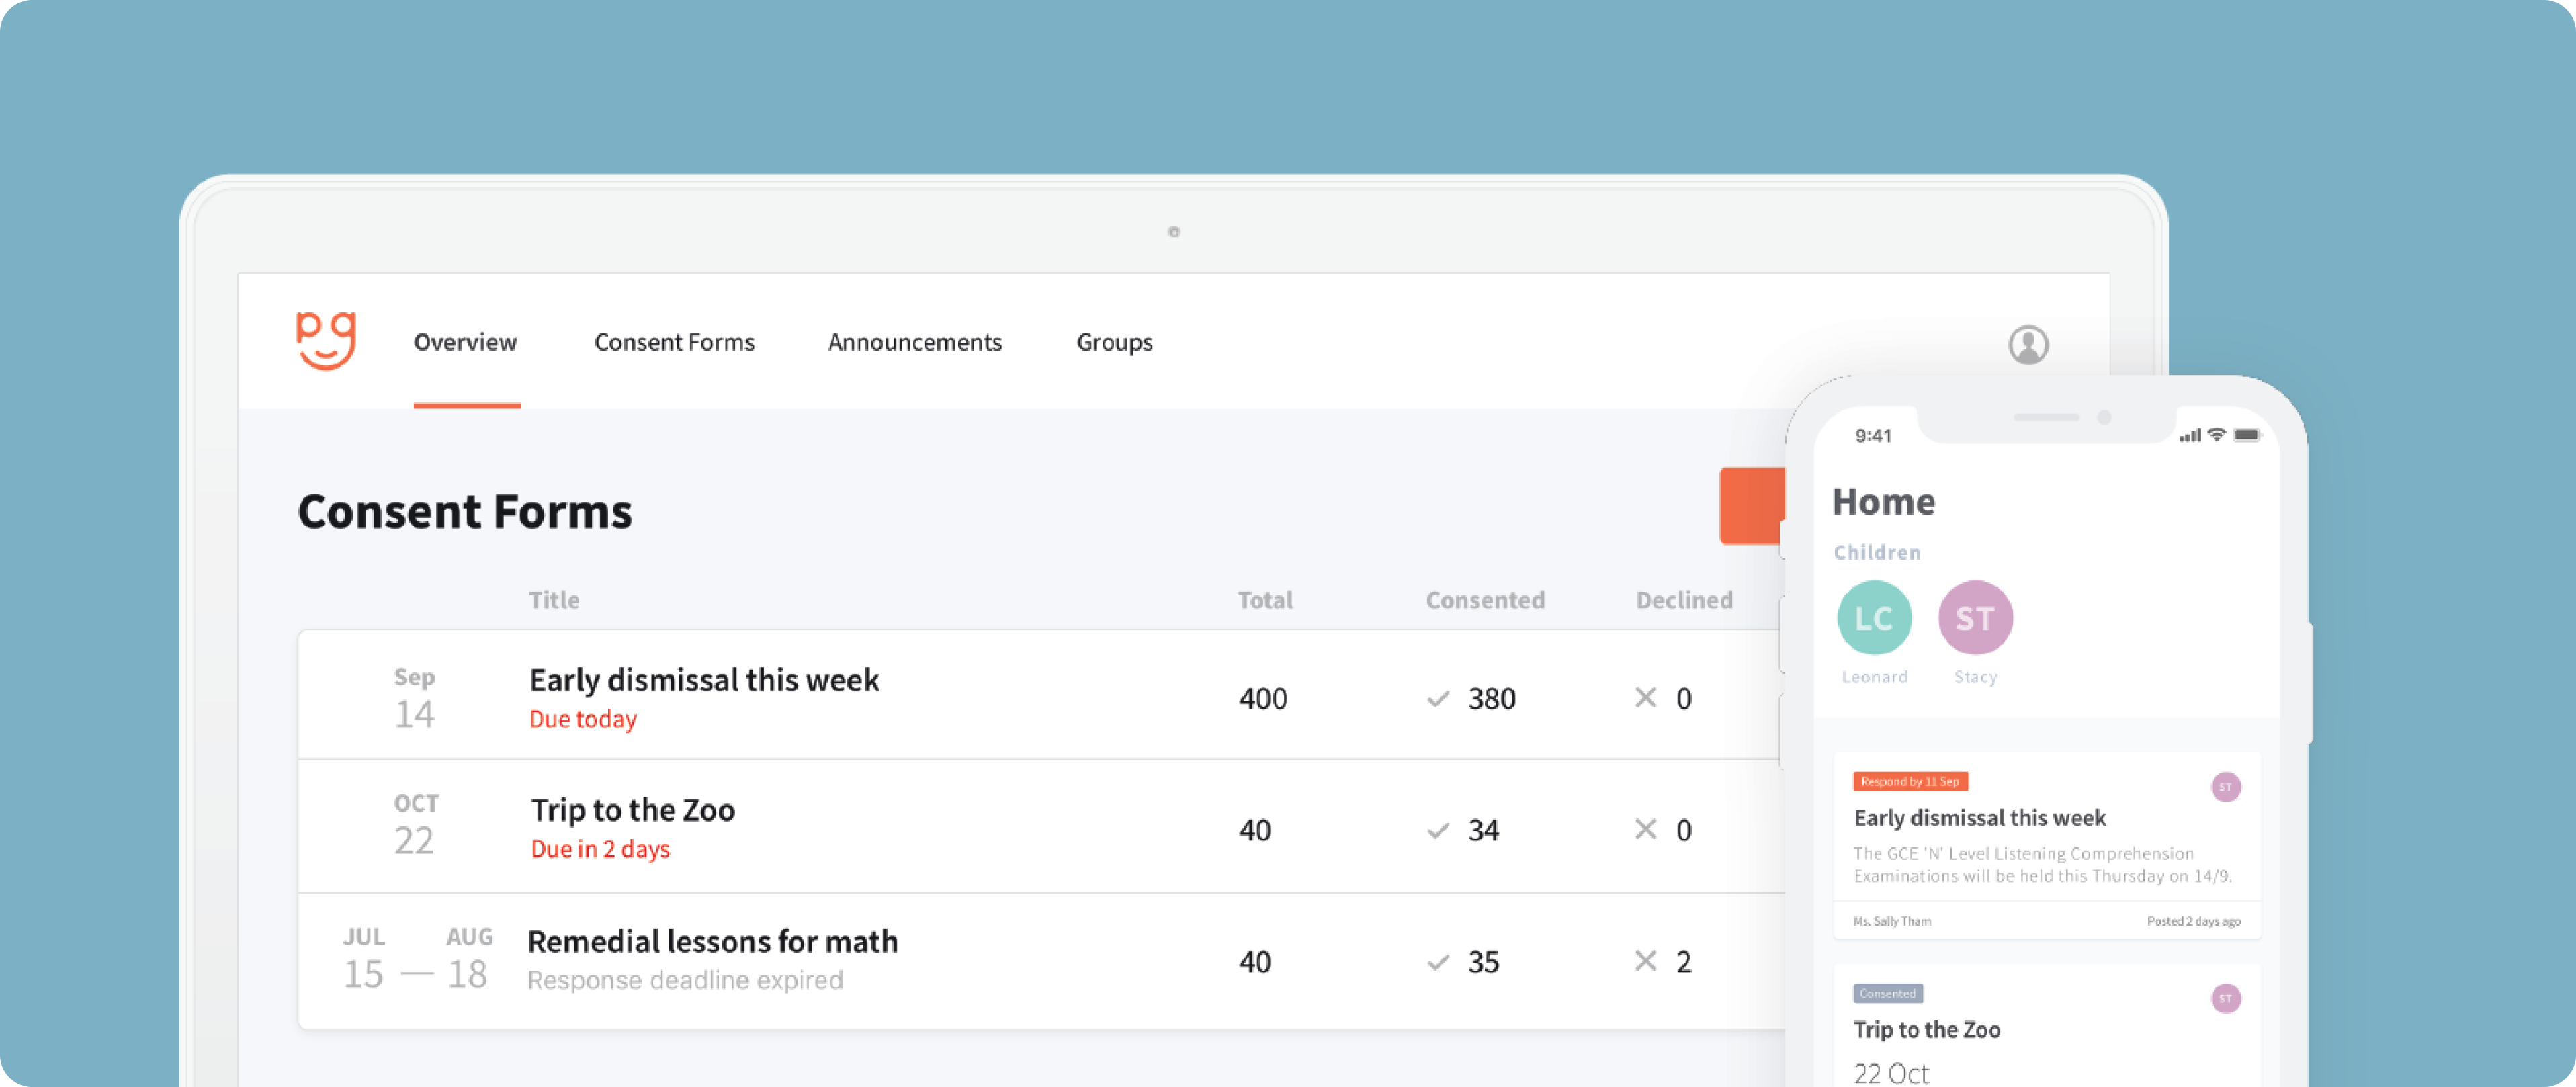 pg
Overview
Consent Forms
Announcements
Groups
Consent Forms
Title
Total
Consented
Declined
Sep
14
Early dismissal this week
Due today
400
380
0
OCT
22
Trip to the Zoo
Due in 2 days
40
34
0
JUL AUG
15 — 18
Remedial lessons for math
Response deadline expired
40
35
2
9:41
Home
Children
LC
ST
Leonard
Stacy
Respond by 11 Sep
ST
Early dismissal this week
The GCE 'N' Level Listening Comprehension
Examinations will be held this Thursday on 14/9.
Ms. Sally Tham
Posted 2 days ago
Consented
ST
Trip to the Zoo
22 Oct